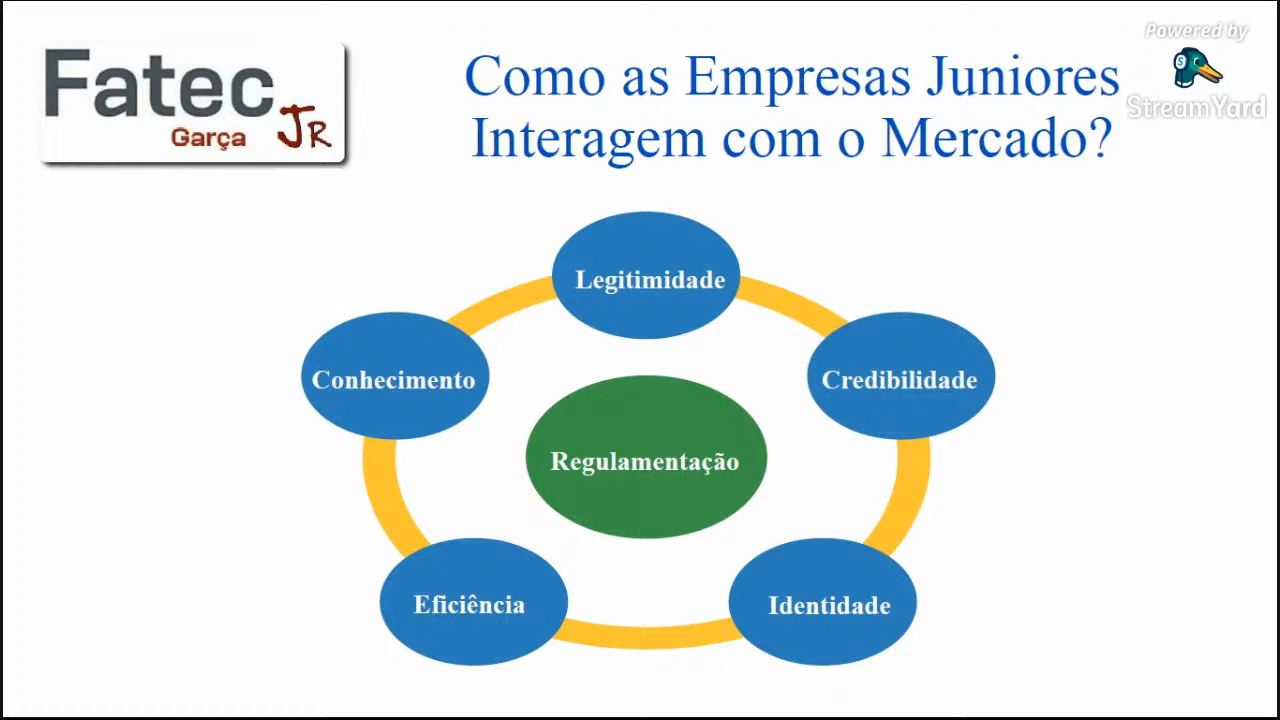 Fatec
Garça JR
Como as Empresas Juniores
Interagem com o Mercado?
Powered by
S
StreamYard
Legitimidade
Conhecimento
Credibilidade
Regulamentação
Eficiência
Identidade